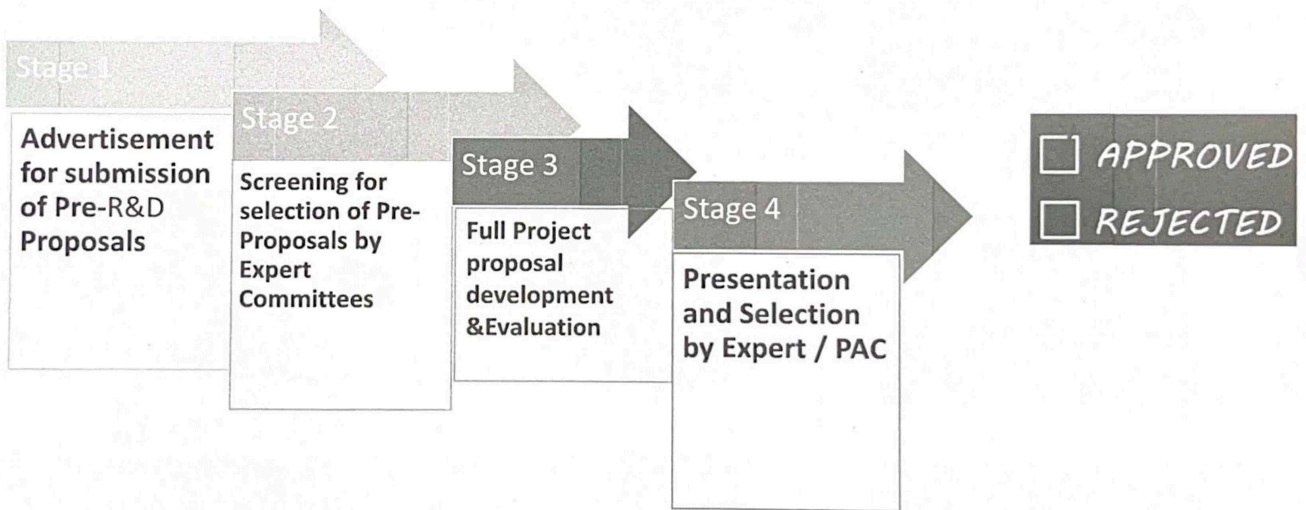 Stage 1
Advertisement
for submission
of Pre-R&D
Proposals
Stage 2
Screening for
selection of Pre-
Proposals by
Expert
Committees
Stage 3
Full Project
proposal
development
&Evaluation
Stage 4
Presentation
and Selection
by Expert / PAC
APPROVED
REJECTED